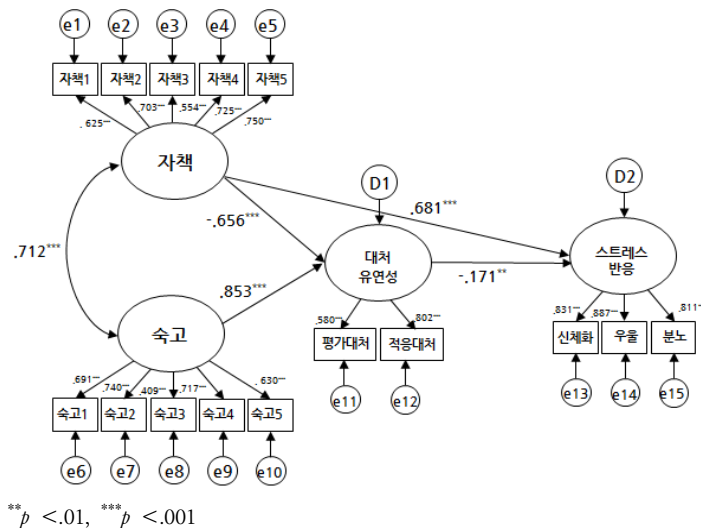 e1 e2 e3 e4 e5
자책1 자책2 자책3 자책4 자책5
.625*** .703*** .554*** .725*** .750***
자책
D1 D2
-.656*** .681***
.712***
대처
유연성
스트레스
반응
.853*** -.171**
숙고
.580*** .802*** .831*** .887*** .811***
평가대처 적응대처 신체화 우울 분노
.691*** .740*** .409*** .717*** .630***
e11 e12 e13 e14 e15
숙고1 숙고2 숙고3 숙고4 숙고5
e6 e7 e8 e9 e10
**p <.01, ***p <.001